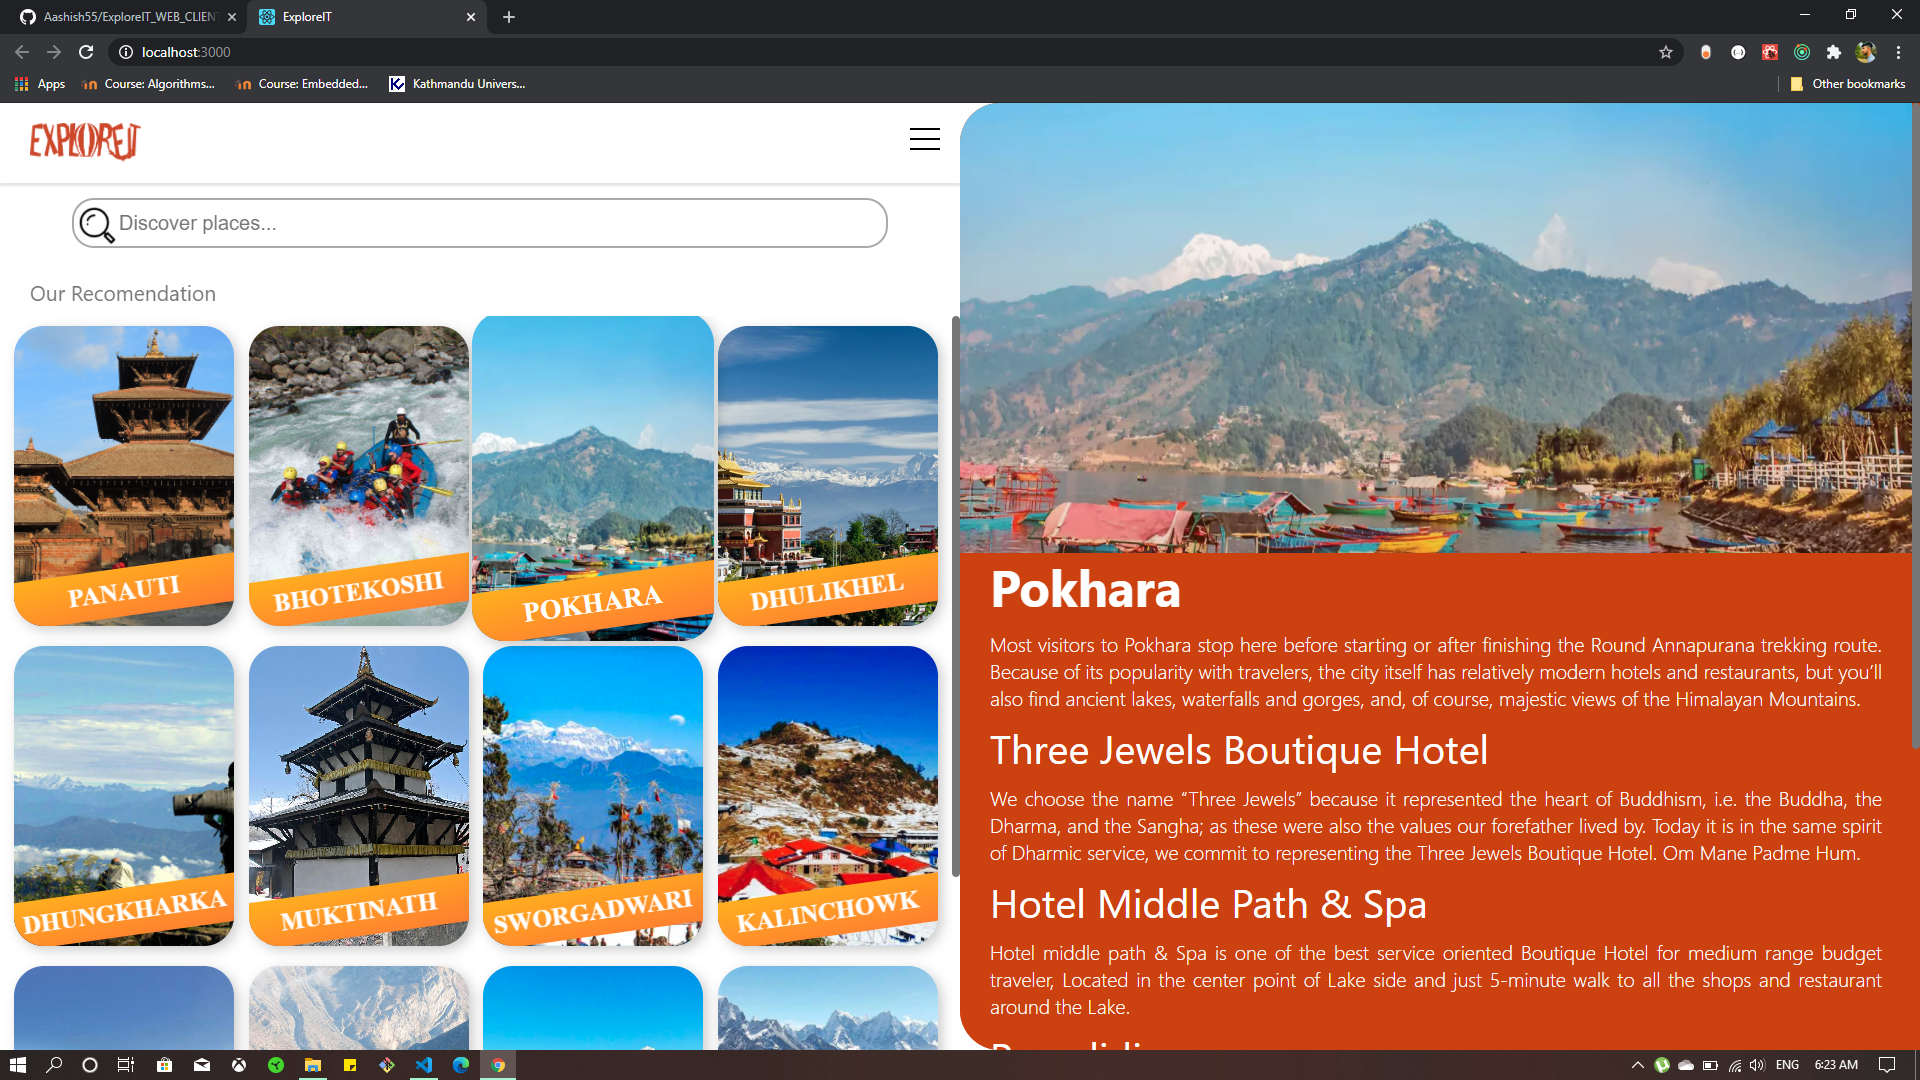 Aashish55/ExploreIT_WEB_CLIEN
ExploreIT
localhost:3000
Apps
Course: Algorithms...
Course: Embedded...
Kathmandu Univers...
Other bookmarks
EXPLOREIT
Discover places...
Our Recomendation
PANAUTI
BHOTEKOSHI
POKHARA
DHULIKHEL
DHUNGKHARKA
MUKTINATH
SWORGADWARI
KALINCHOWK
Pokhara
Most visitors to Pokhara stop here before starting or after finishing the Round Annapurana trekking route.
Because of its popularity with travelers, the city itself has relatively modern hotels and restaurants, but you’ll
also find ancient lakes, waterfalls and gorges, and, of course, majestic views of the Himalayan Mountains.
Three Jewels Boutique Hotel
We choose the name “Three Jewels” because it represented the heart of Buddhism, i.e. the Buddha, the
Dharma, and the Sangha; as these were also the values our forefather lived by. Today it is in the same spirit
of Dharmic service, we commit to representing the Three Jewels Boutique Hotel. Om Mane Padme Hum.
Hotel Middle Path & Spa
Hotel middle path & Spa is one of the best service oriented Boutique Hotel for medium range budget
traveler, Located in the center point of Lake side and just 5-minute walk to all the shops and restaurant
around the Lake.
ENG
6:23 AM